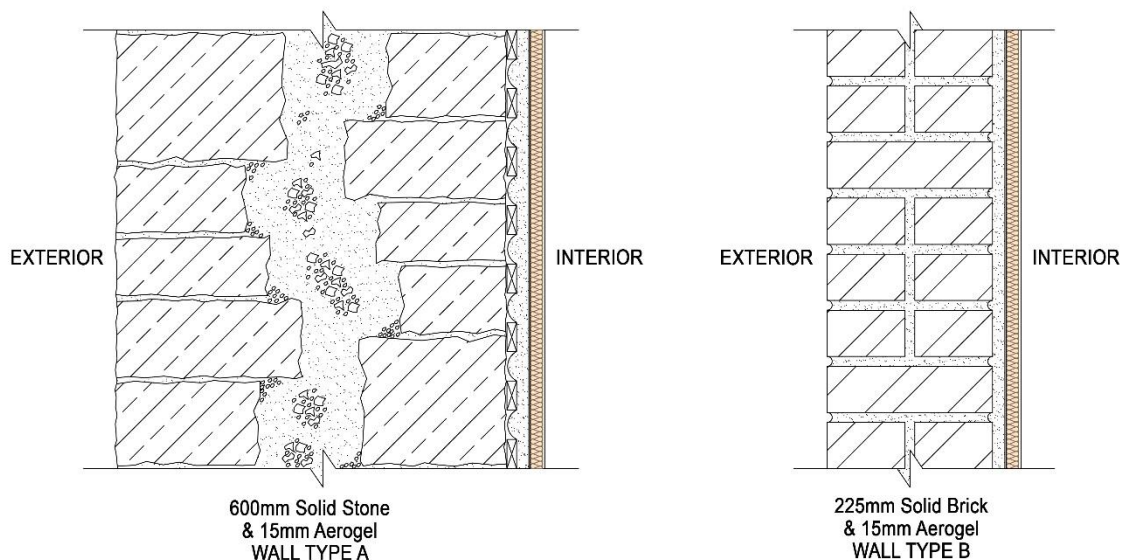 EXTERIOR
INTERIOR
600mm Solid Stone
& 15mm Aerogel
WALL TYPE A
EXTERIOR
INTERIOR
225mm Solid Brick
& 15mm Aerogel
WALL TYPE B